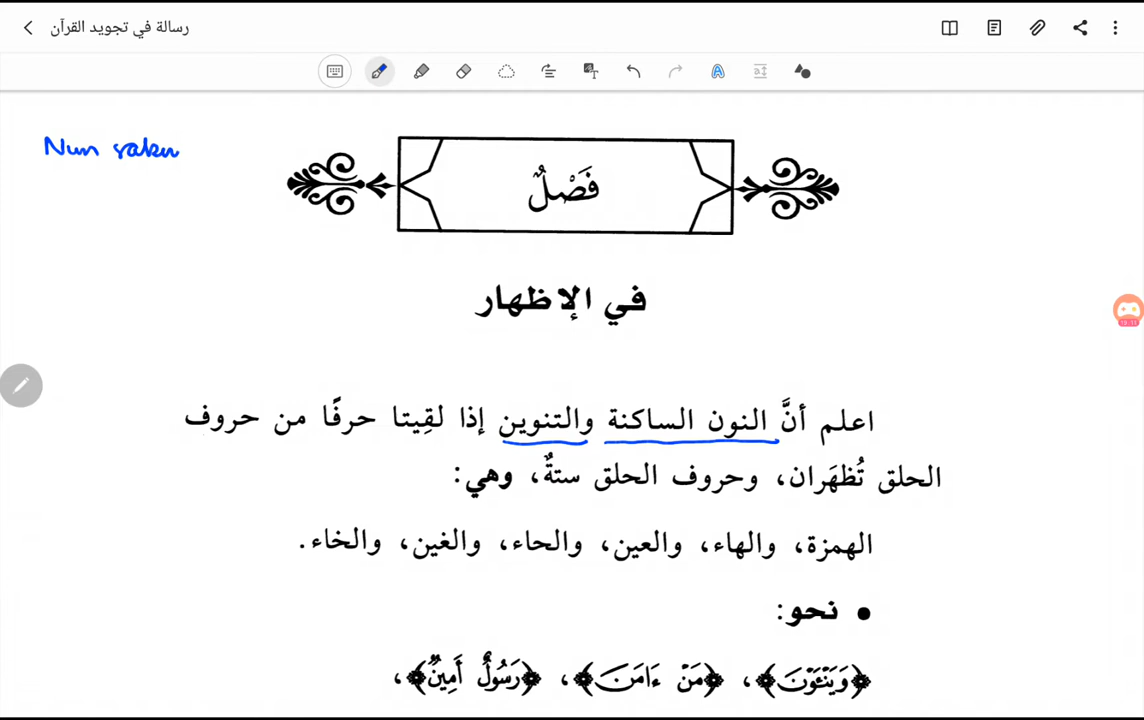 رسالة في تجويد القرآن
Nun saku
فَصْلٌ
في الإظهار
اعلم أنَّ النون الساكنة والتنوين إذا لقِيتا حرفًا من حروف
الحلق تُظهَران، وحروف الحلق ستةٌ، وهي:
الهمزة، والهاء، والعين، والحاء، والغين، والخاء.
• نحو:
﴿وَيَنْـَٔوْنَ﴾، ﴿مَنْ ءَامَنَ﴾، ﴿رَسُولٌ أَمِينٌ﴾،